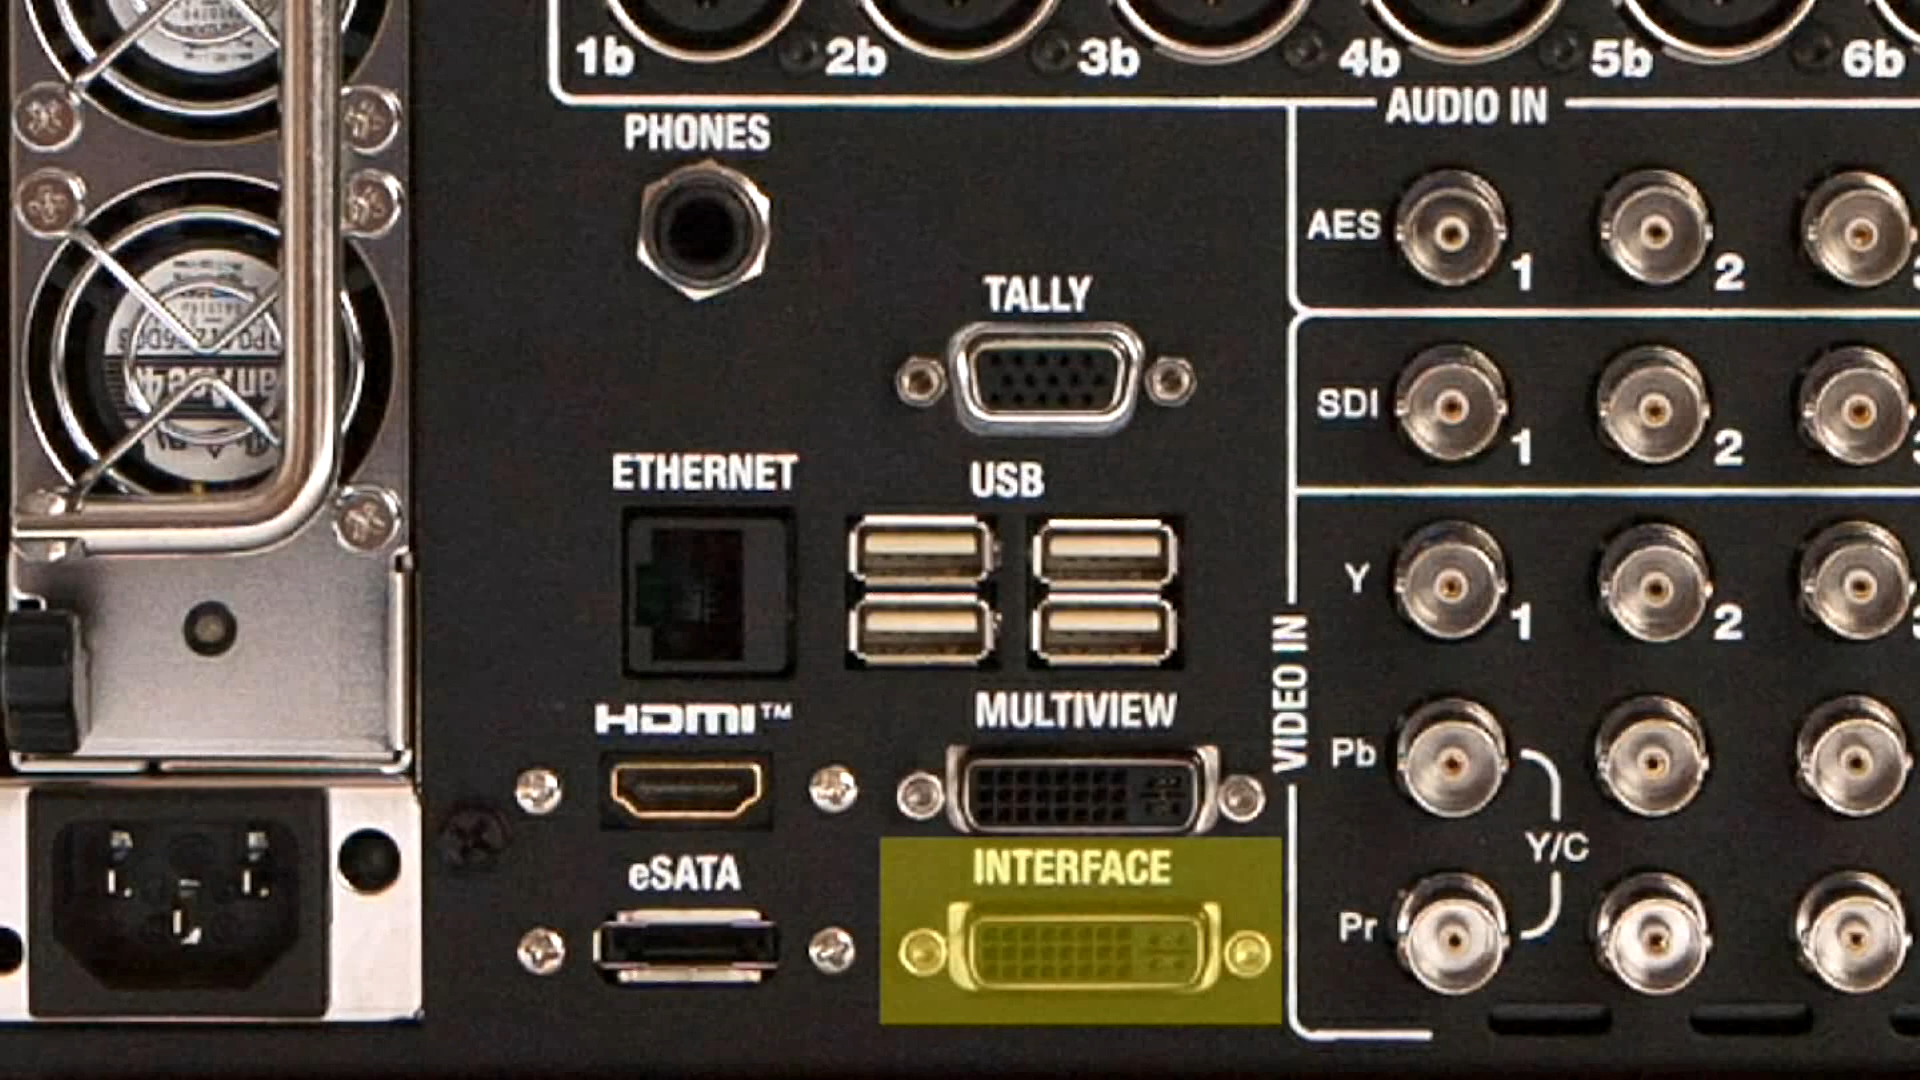 1b 2b 3b 4b 5b 6b
AUDIO IN
PHONES
AES 1 2
TALLY
SDI 1 2
ETHERNET USB
Y 1 2
VIDEO IN
HDMI™ MULTIVIEW
Pb
Y/C
eSATA INTERFACE
Pr